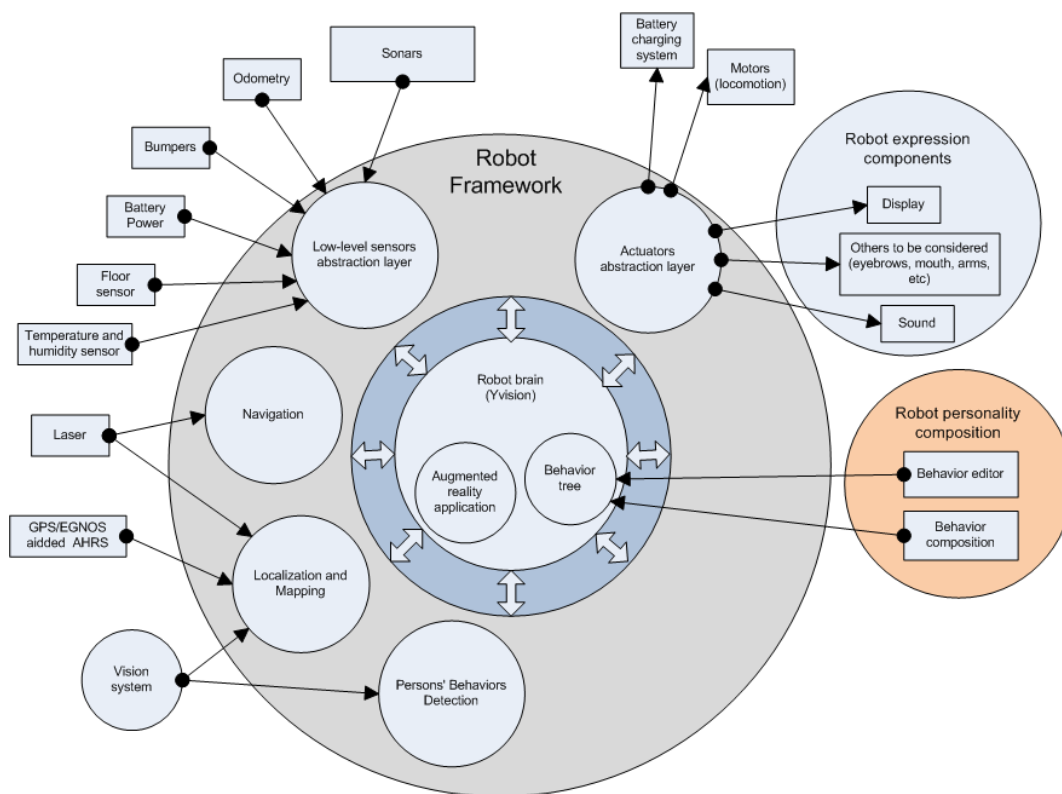 Battery
charging
system
Sonars
Motors
(locomotion)
Odometry
Bumpers
Robot
Framework
Robot expression
components
Battery
Power
Display
Low-level sensors
abstraction layer
Actuators
abstraction layer
Others to be considered
(eyebrows, mouth, arms,
etc)
Floor
sensor
Sound
Temperature and
humidity sensor
Robot brain
(Yvision)
Navigation
Robot personality
composition
Laser
Augmented
reality
application
Behavior
tree
Behavior editor
GPS/EGNOS
aidded AHRS
Behavior
composition
Localization and
Mapping
Vision
system
Persons' Behaviors
Detection